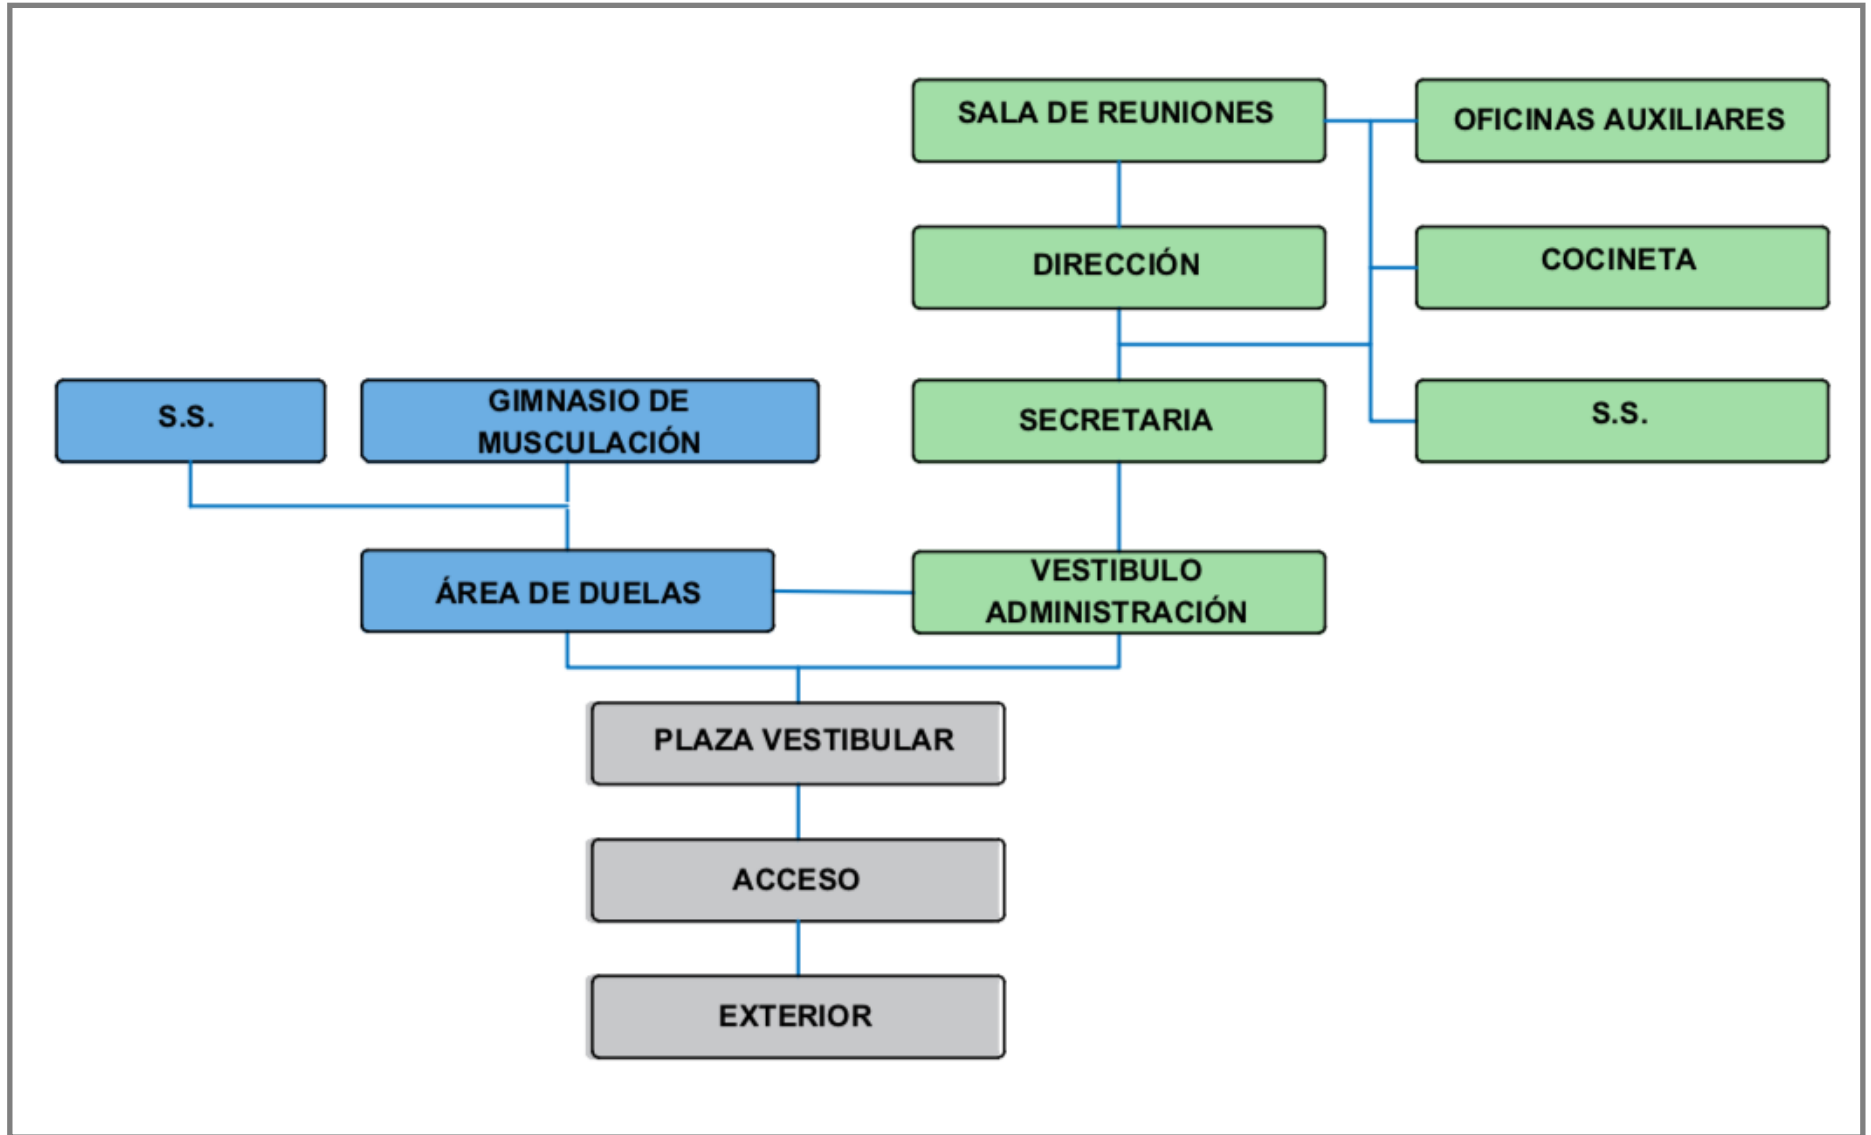 SALA DE REUNIONES
OFICINAS AUXILIARES
DIRECCIÓN
COCINETA
S.S.
GIMNASIO DE
MUSCULACIÓN
SECRETARIA
S.S.
ÁREA DE DUELAS
VESTIBULO
ADMINISTRACIÓN
PLAZA VESTIBULAR
ACCESO
EXTERIOR